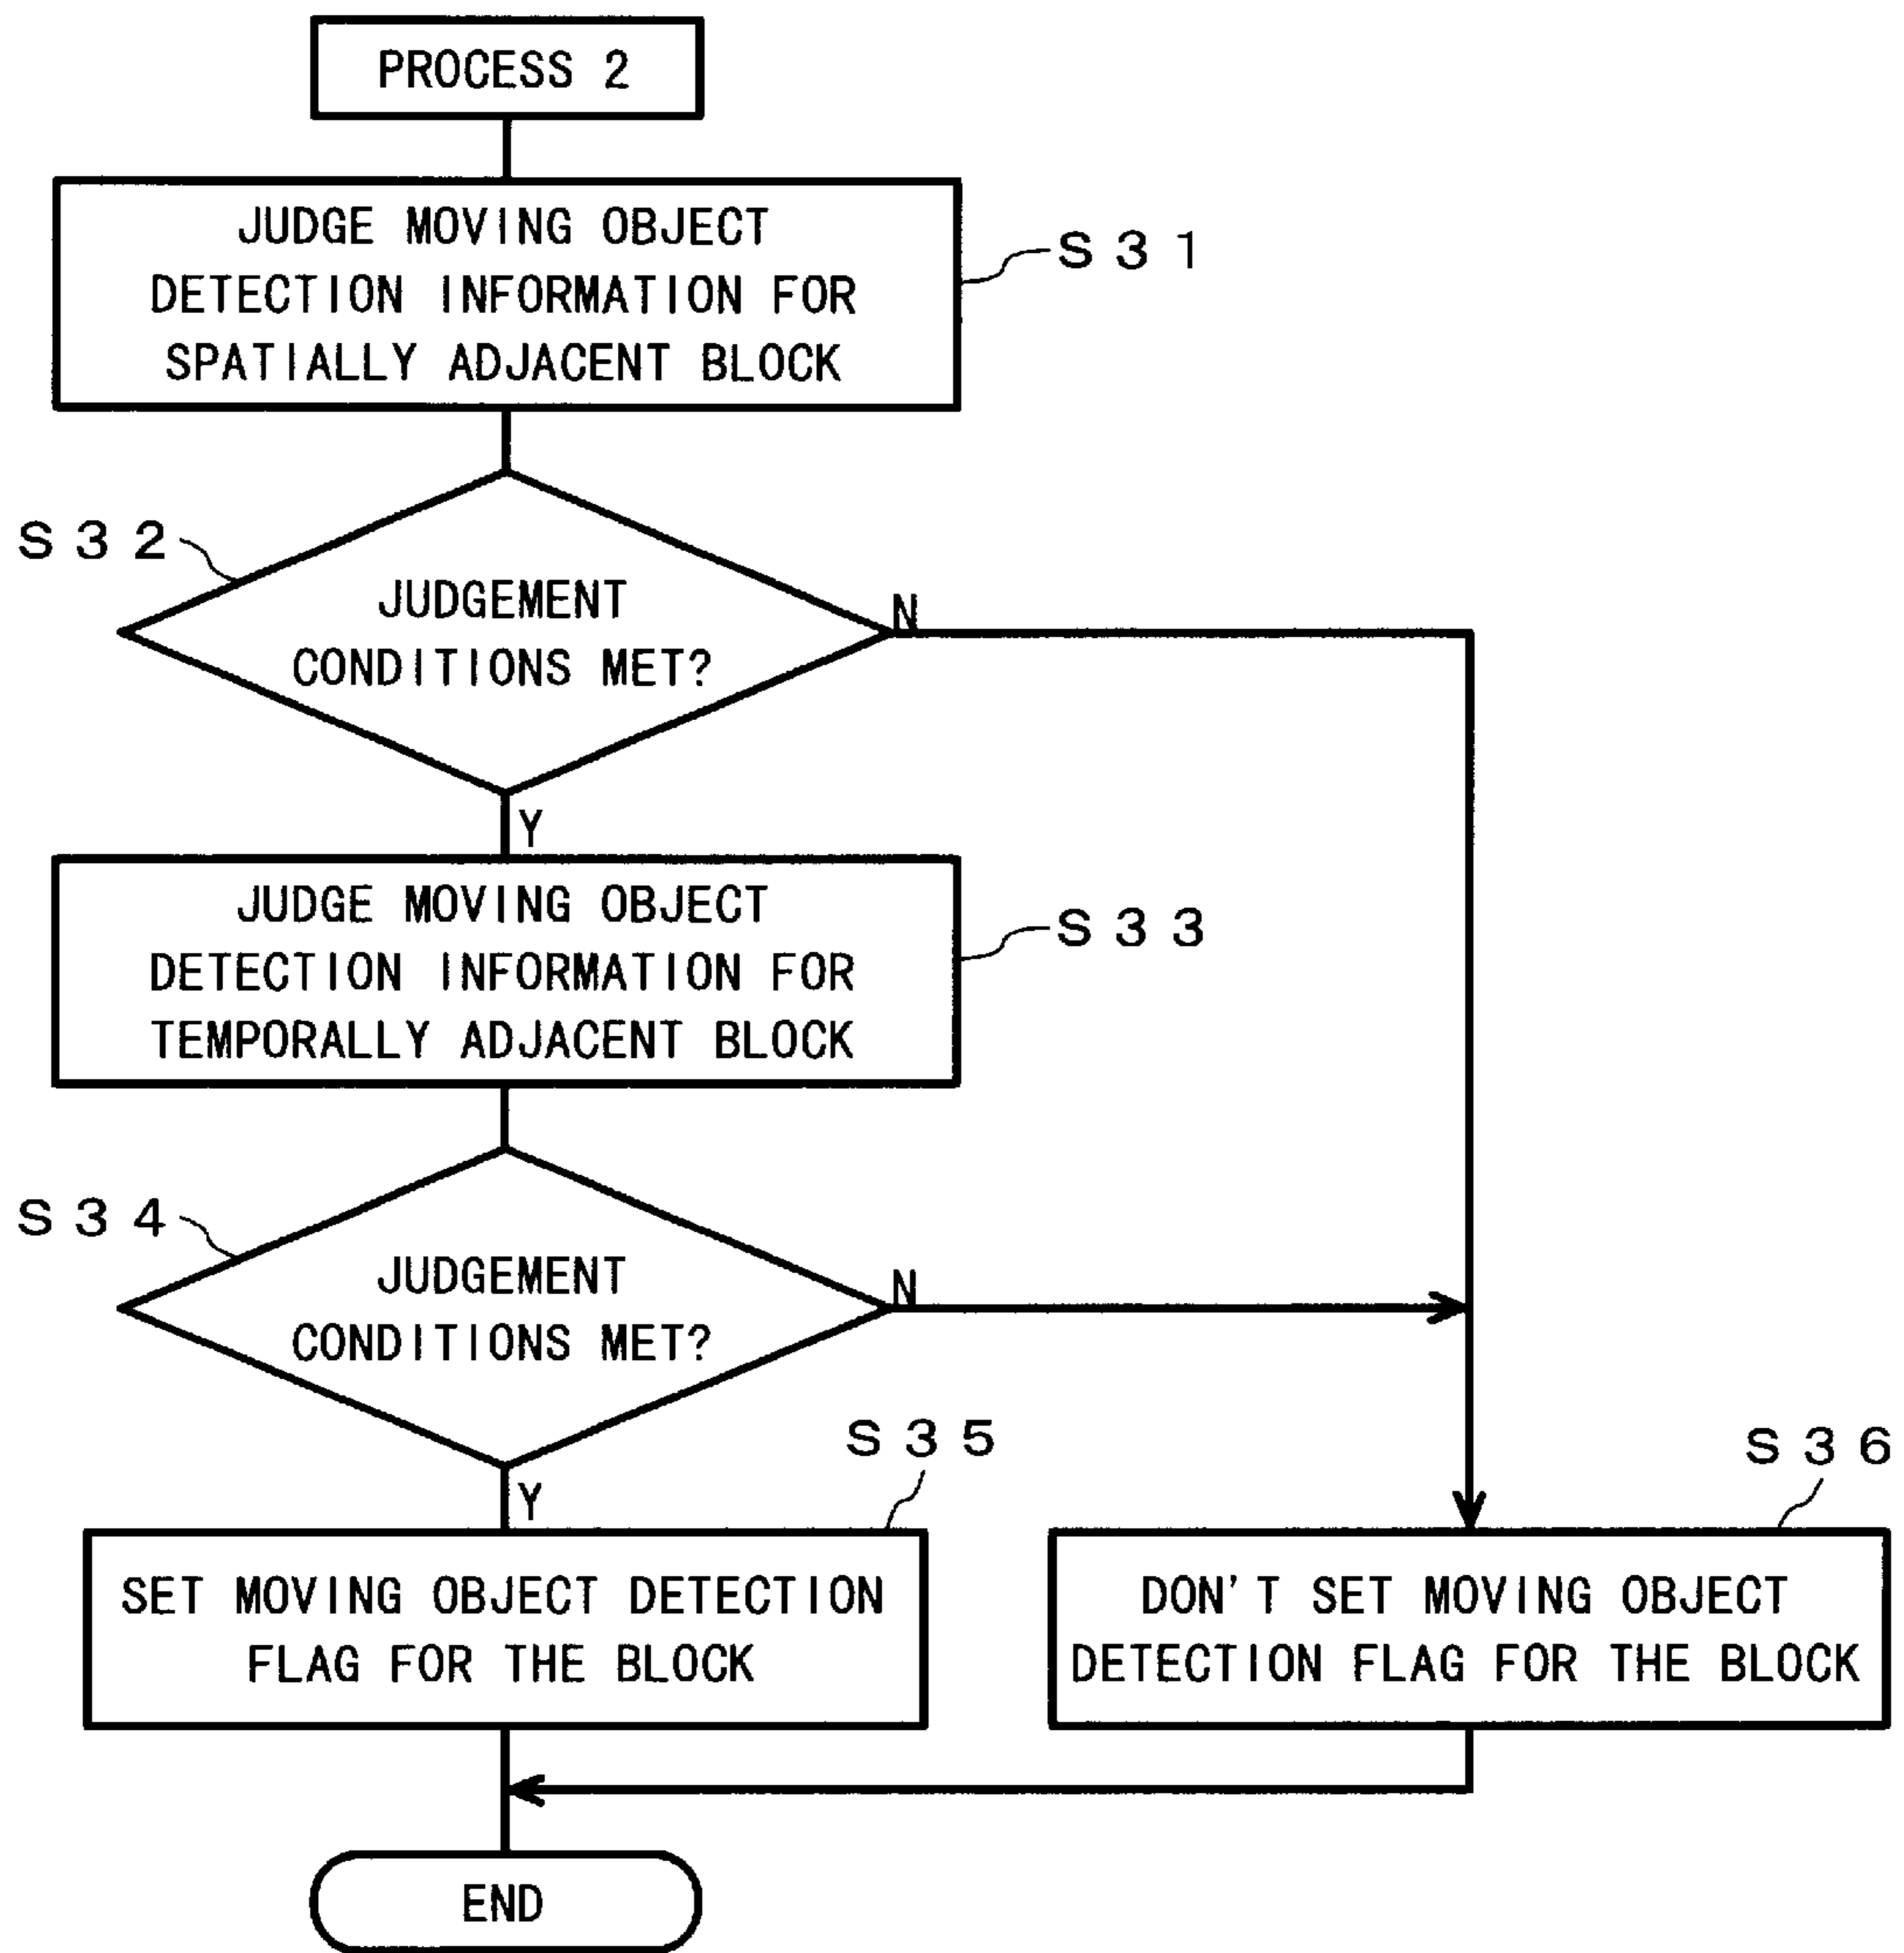 PROCESS 2
JUDGE MOVING OBJECT
DETECTION INFORMATION FOR
SPATIALLY ADJACENT BLOCK
S31
S32
JUDGEMENT
CONDITIONS MET?
N
Y
JUDGE MOVING OBJECT
DETECTION INFORMATION FOR
TEMPORALLY ADJACENT BLOCK
S33
S34
JUDGEMENT
CONDITIONS MET?
N
Y
S35
SET MOVING OBJECT DETECTION
FLAG FOR THE BLOCK
S36
DON'T SET MOVING OBJECT
DETECTION FLAG FOR THE BLOCK
END